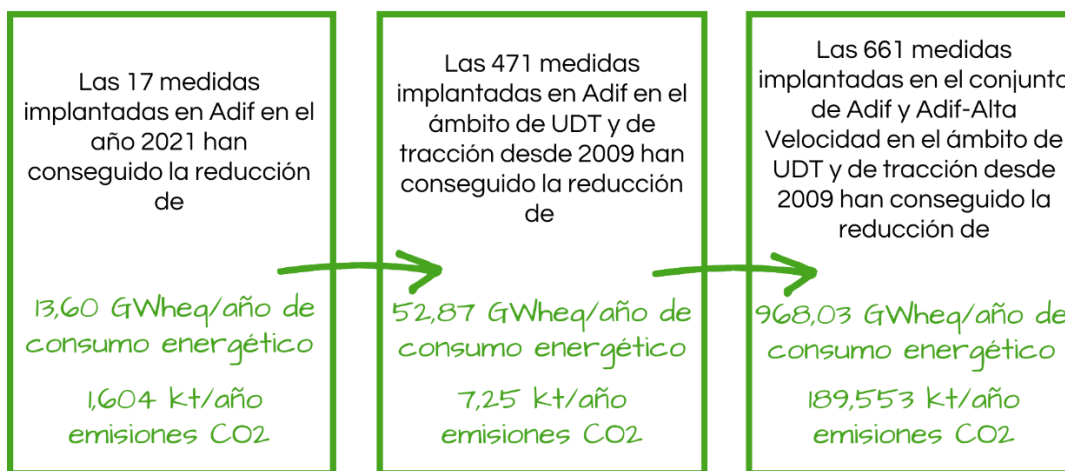 Las 17 medidas
implantadas en Adif en el
año 2021 han
conseguido la reducción
de
13,60 GWheq/año de
consumo energético
1,604 kt/año
emisiones CO2
Las 471 medidas
implantadas en Adif en el
ámbito de UDT y de
tracción desde 2009 han
conseguido la reducción
de
52,87 GWheq/año de
consumo energético
7,25 kt/año
emisiones CO2
Las 661 medidas
implantadas en el conjunto
de Adif y Adif-Alta
Velocidad en el ámbito de
UDT y de tracción desde
2009 han conseguido la
reducción de
968,03 GWheq/año de
consumo energético
189,553 kt/año
emisiones CO2